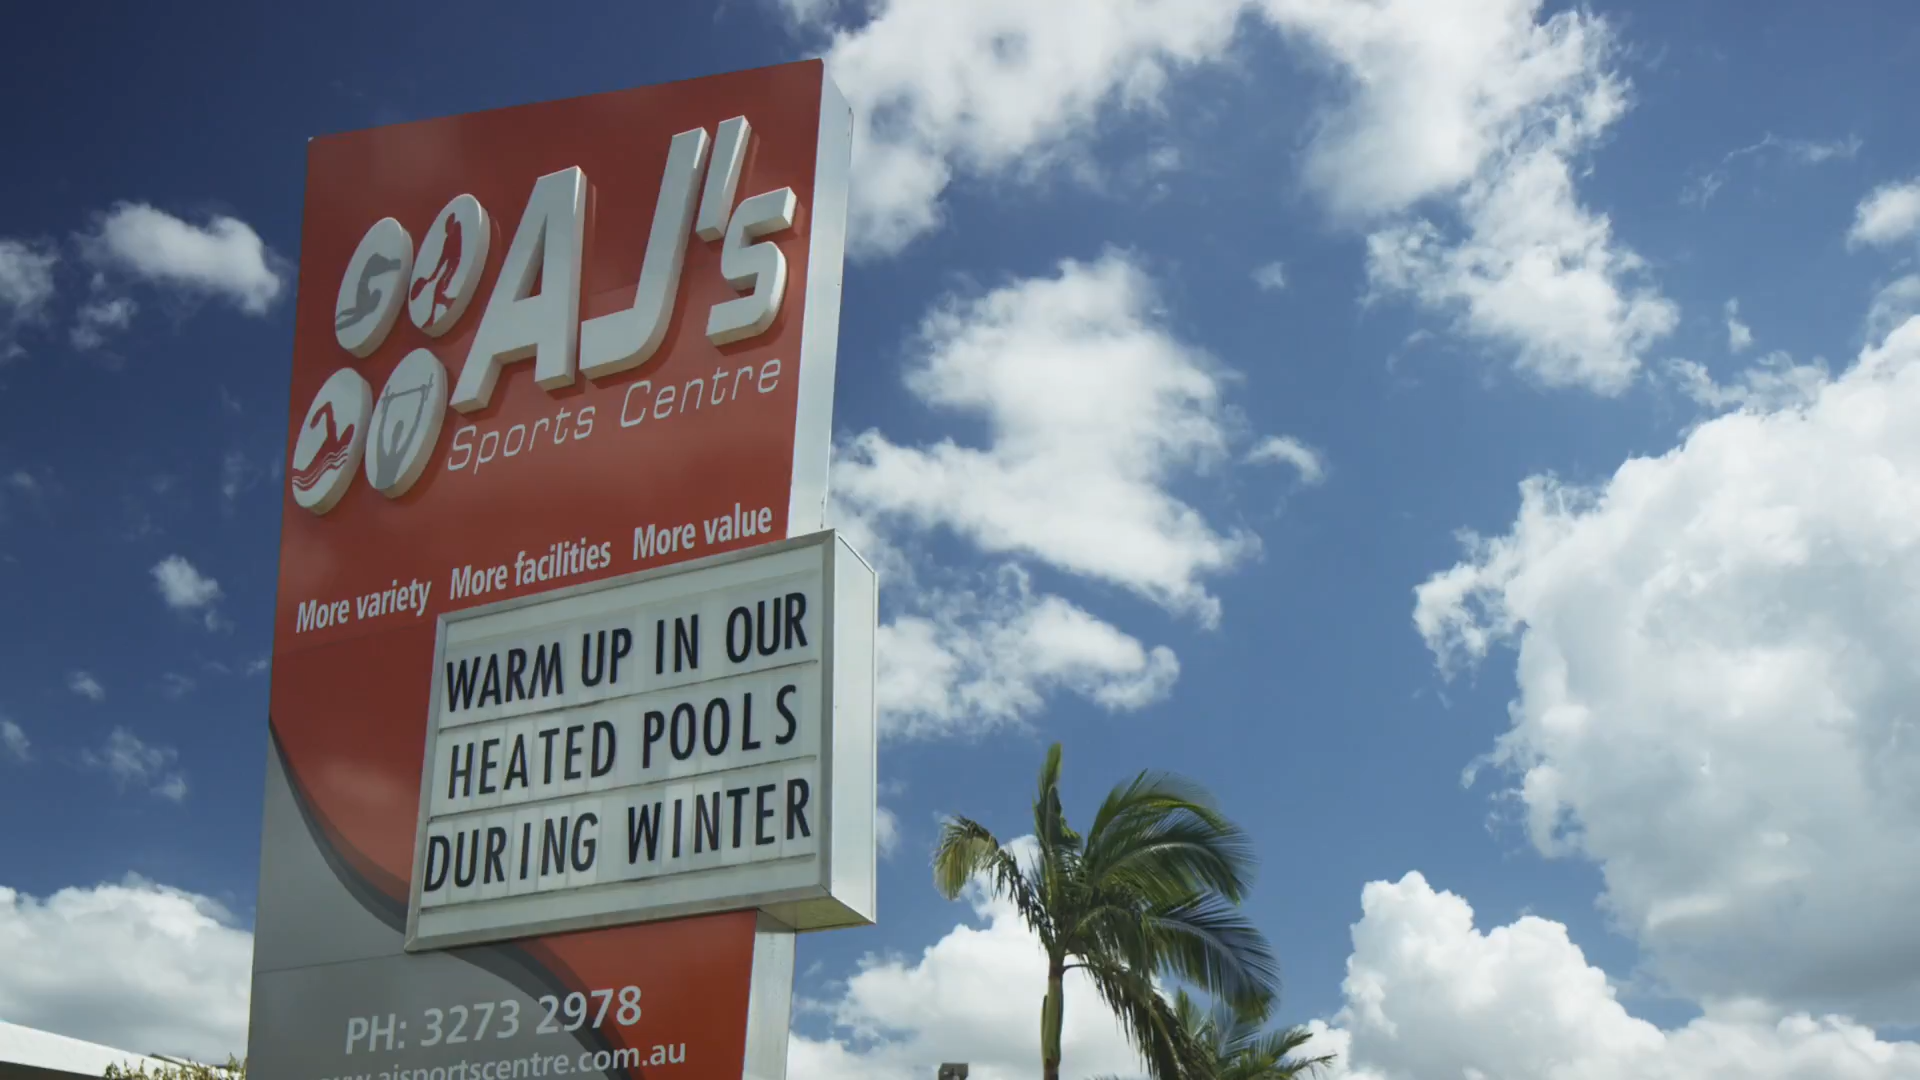 AJ's
Sports Centre
More variety More facilities More value
WARM UP IN OUR
HEATED POOLS
DURING WINTER
PH: 3273 2978
www.ajsportscentre.com.au